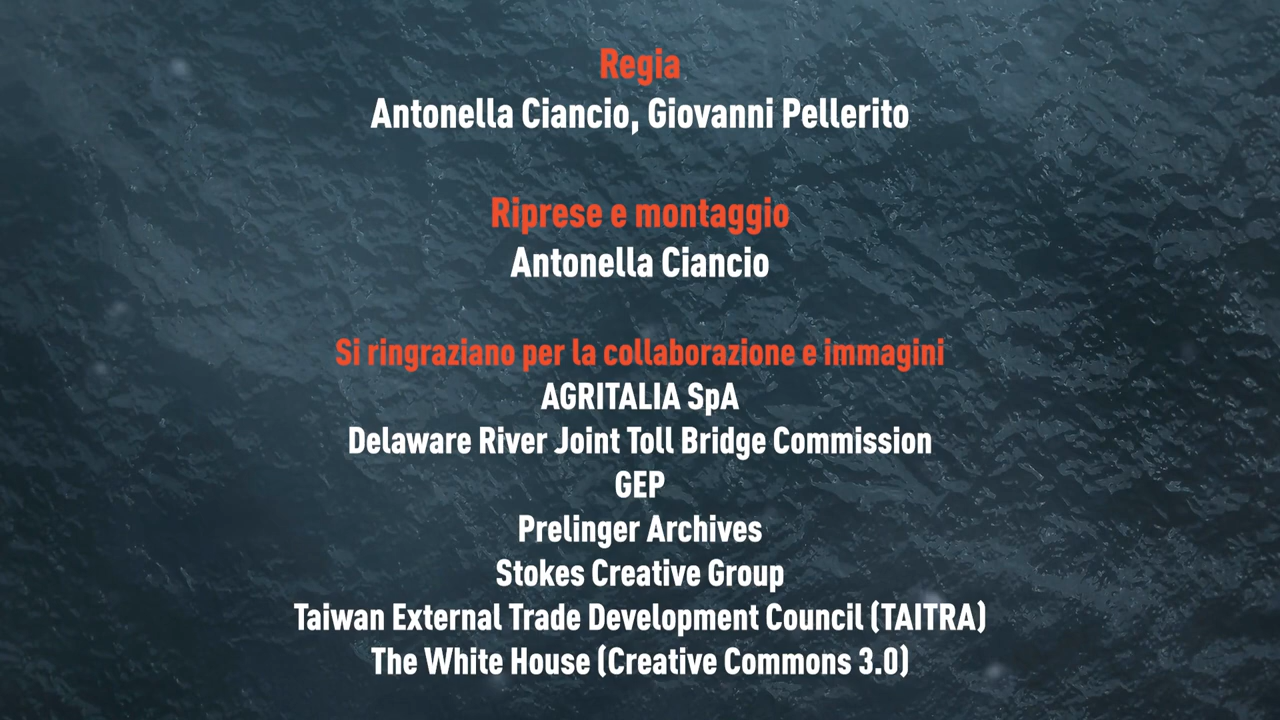 Regia
Antonella Ciancio, Giovanni Pellerito
Riprese e montaggio
Antonella Ciancio
Si ringraziano per la collaborazione e immagini
AGRITALIA SpA
Delaware River Joint Toll Bridge Commission
GEP
Prelinger Archives
Stokes Creative Group
Taiwan External Trade Development Council (TAITRA)
The White House (Creative Commons 3.0)